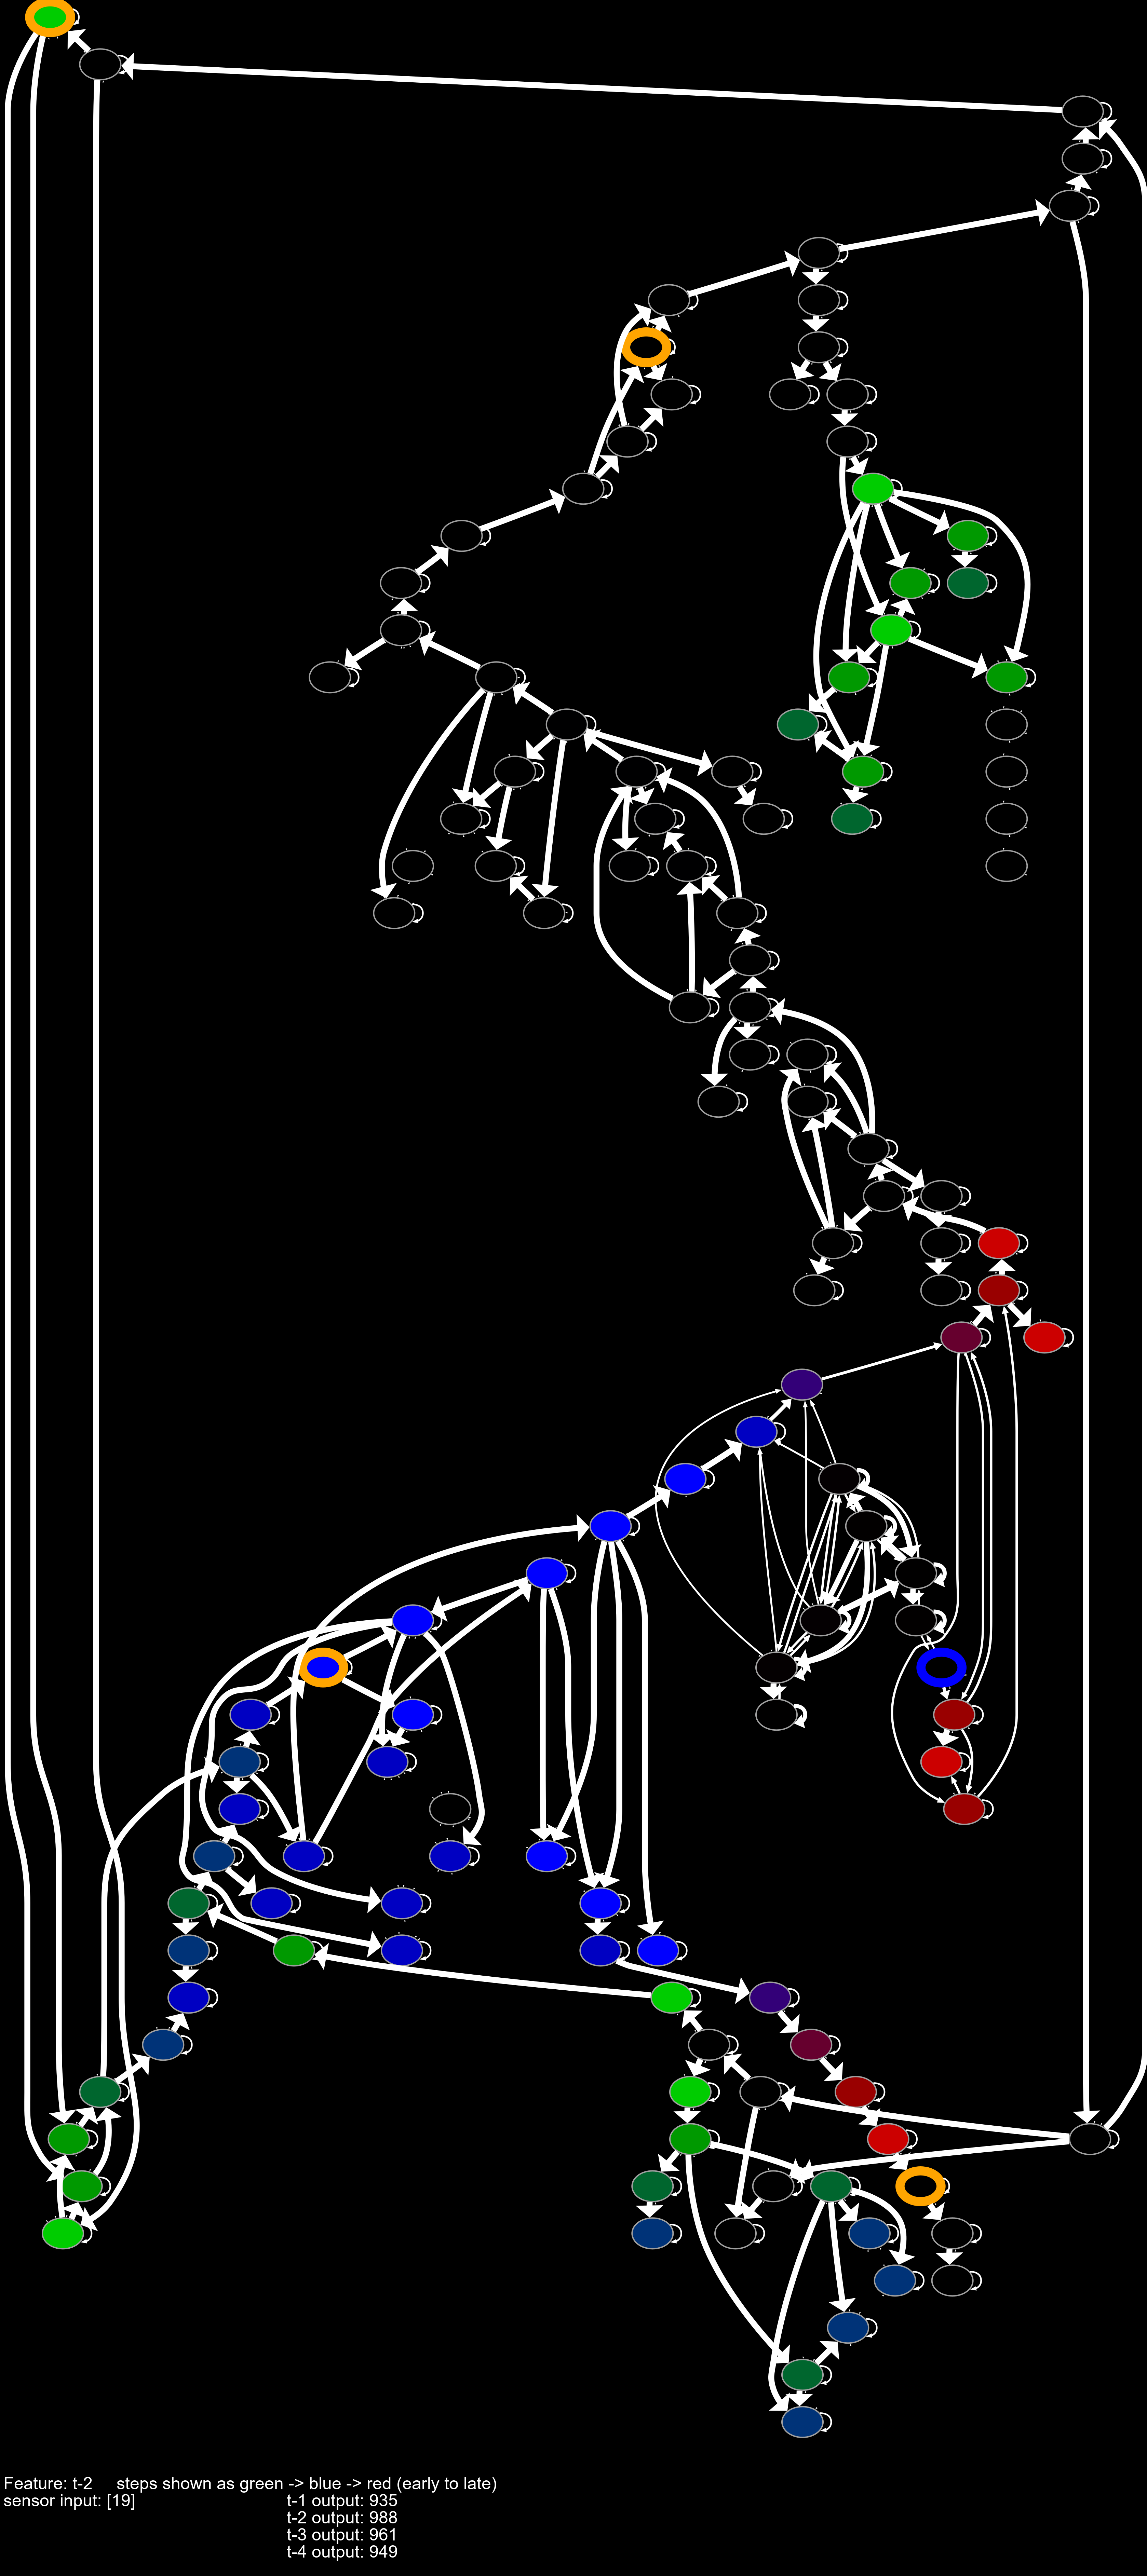 Feature: t-2 steps shown as green -> blue -> red (early to late)
sensor input: [19] t-1 output: 935
t-2 output: 988
t-3 output: 961
t-4 output: 949